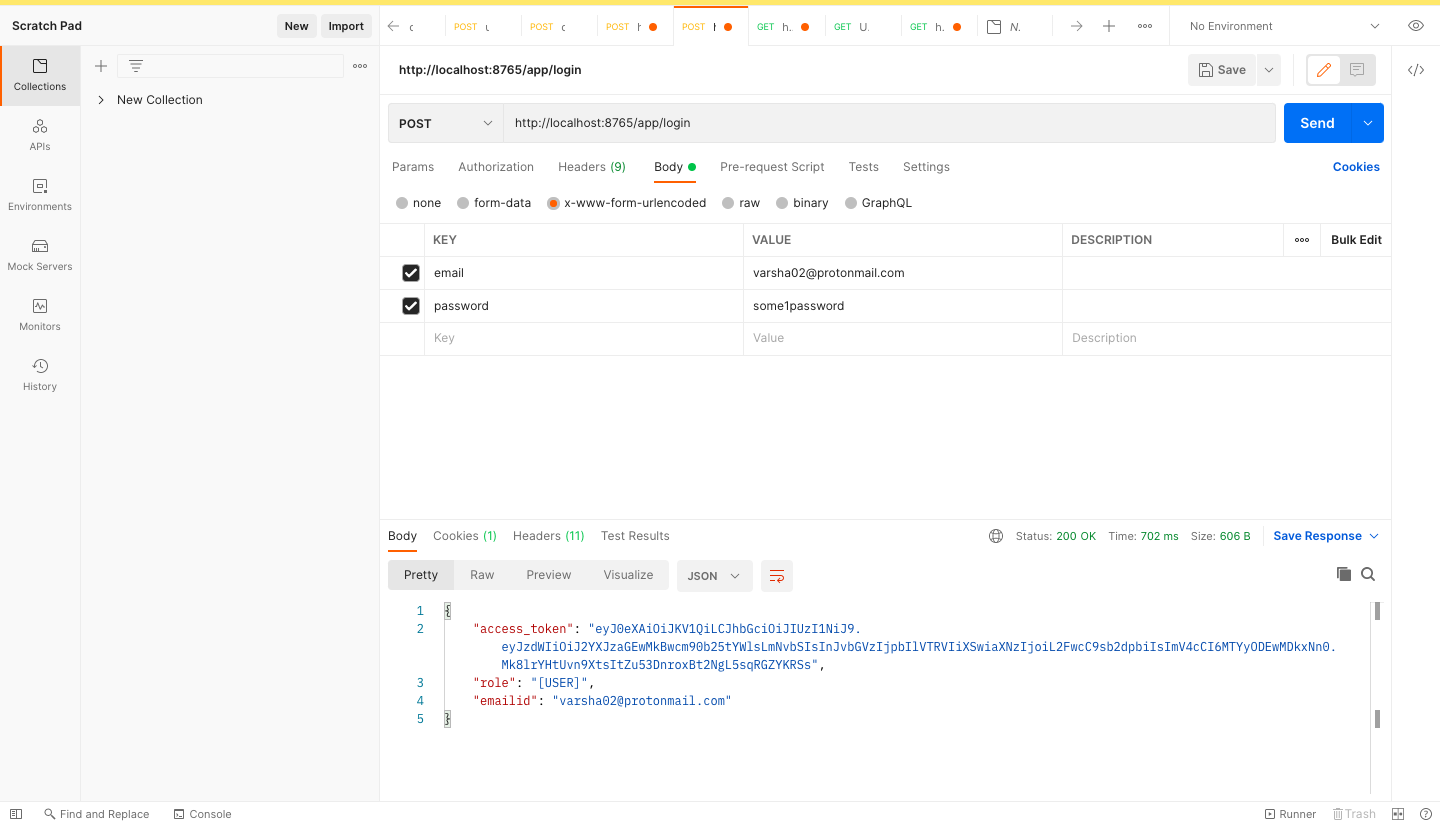 Scratch Pad
New
Import
POST
POST
POST
POST
GET h..
GET U.
GET h.
N.
No Environment
Collections
APIs
Environments
Mock Servers
Monitors
History
New Collection
http://localhost:8765/app/login
Save
POST
http://localhost:8765/app/login
Send
Params
Authorization
Headers (9)
Body
Pre-request Script
Tests
Settings
Cookies
none
form-data
x-www-form-urlencoded
raw
binary
GraphQL
KEY
VALUE
DESCRIPTION
Bulk Edit
email
varsha02@protonmail.com
password
some1password
Key
Value
Description
Body
Cookies (1)
Headers (11)
Test Results
Status: 200 OK
Time: 702 ms
Size: 606 B
Save Response
Pretty
Raw
Preview
Visualize
JSON
1 {
2 "access_token": "eyJ0eXAiOiJKV1QiLCJhbGciOiJIUzI1NiJ9.
eyJzdWIiOiJ2YXJzaGEwMkBwcm90b25tYWlsLmNvbSIsInJvbGVzIjpbIlVTRVIiXSwiaXNzIjoiL2FwcC9sb2dpbiIsImV4cCI6MTYyODEwMDkxNn0.
Mk8lrYHtUvn9XtsItZu53DnroxBt2NgL5sqRGZYKRSs",
3 "role": "[USER]",
4 "emailid": "varsha02@protonmail.com"
5 }
Find and Replace
Console
Runner
Trash